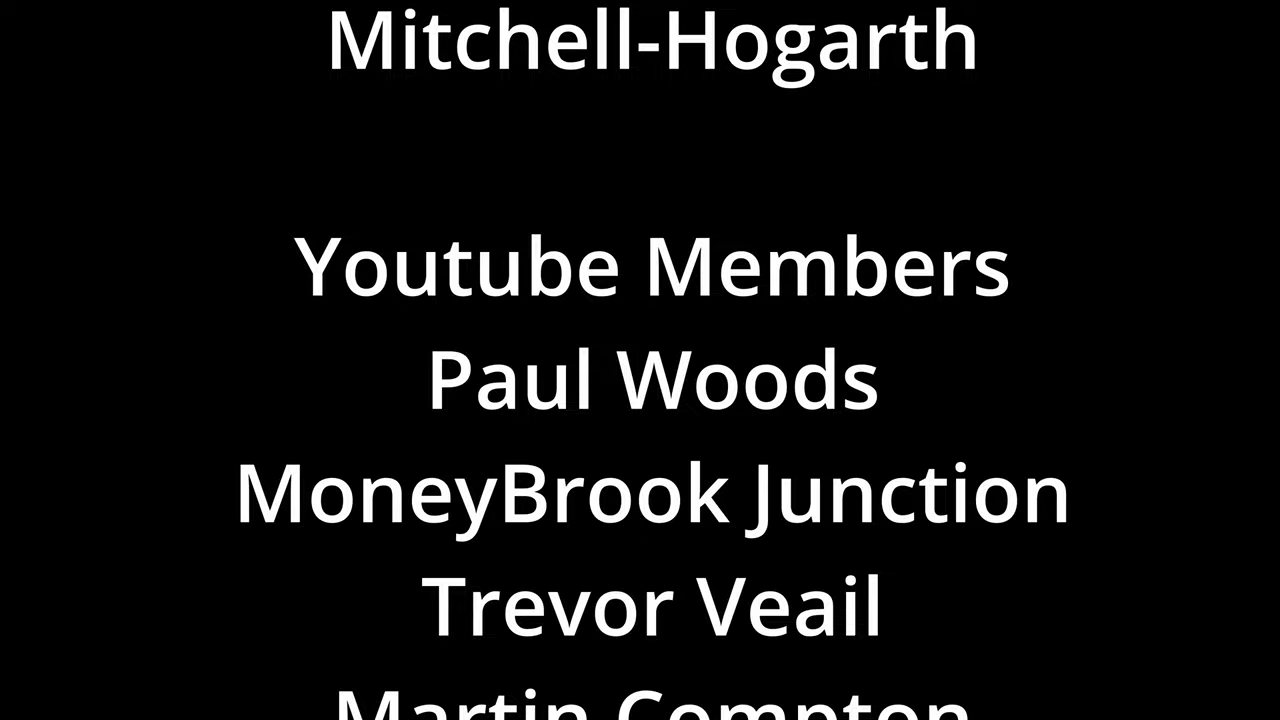 Mitchell-Hogarth
Youtube Members
Paul Woods
MoneyBrook Junction
Trevor Veail
Martin Compton